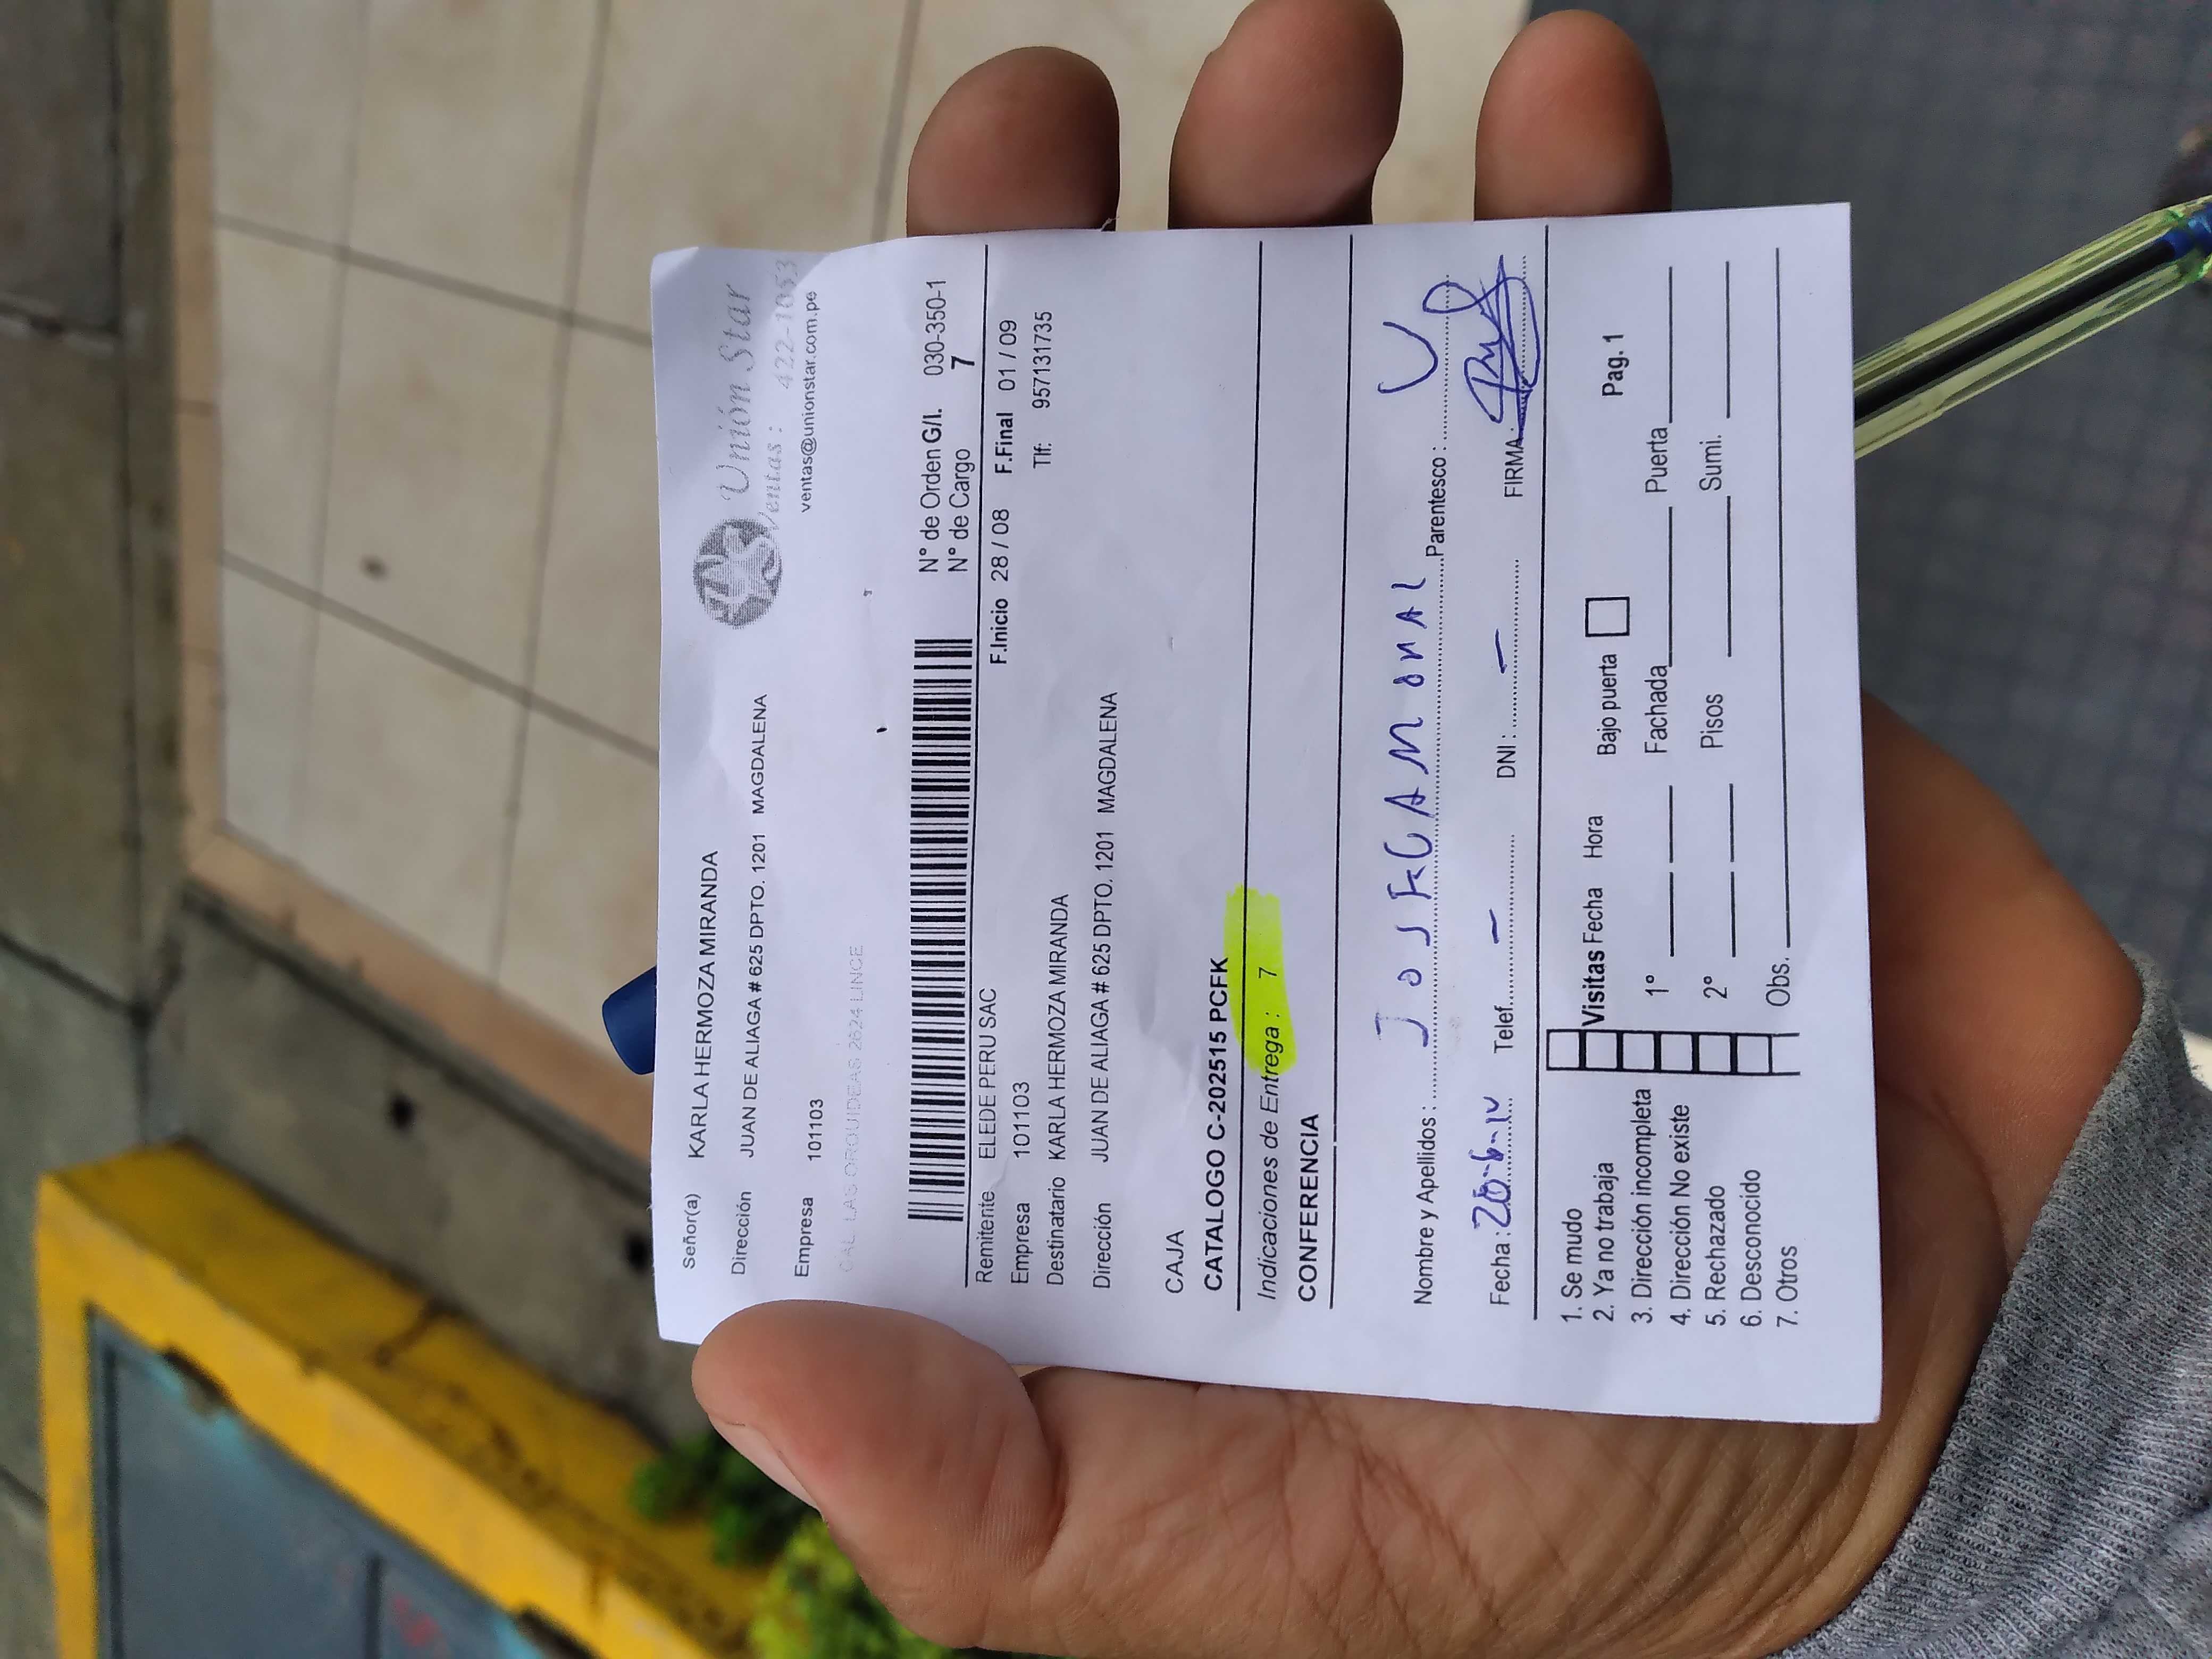 Señor(a) KARLA HERMOZA MIRANDA
Unión Star
Dirección JUAN DE ALIAGA # 625 DPTO. 1201 MAGDALENA
Ventas : 422-1053
Empresa 101103
ventas@unionstar.com.pe
CAL LAS ORQUIDEAS 2624 LINCE
N° de Orden G/I. 030-350-1
N° de Cargo 7
Remitente ELEDE PERU SAC
F.Inicio 28 / 08 F.Final 01 / 09
Empresa 101103
Tlf: 957131735
Destinatario KARLA HERMOZA MIRANDA
Dirección JUAN DE ALIAGA # 625 DPTO. 1201 MAGDALENA
CAJA
CATALOGO C-202515 PCFK
Indicaciones de Entrega : 7
CONFERENCIA
Nombre y Apellidos : Parentesco :
Fecha : Telef. - DNI : - FIRMA :
1. Se mudo
2. Ya no trabaja
3. Dirección incompleta
4. Dirección No existe
5. Rechazado
6. Desconocido
7. Otros
Visitas Fecha Hora Bajo puerta Pag. 1
1° Fachada Puerta
2° Pisos Sumi.
Obs.